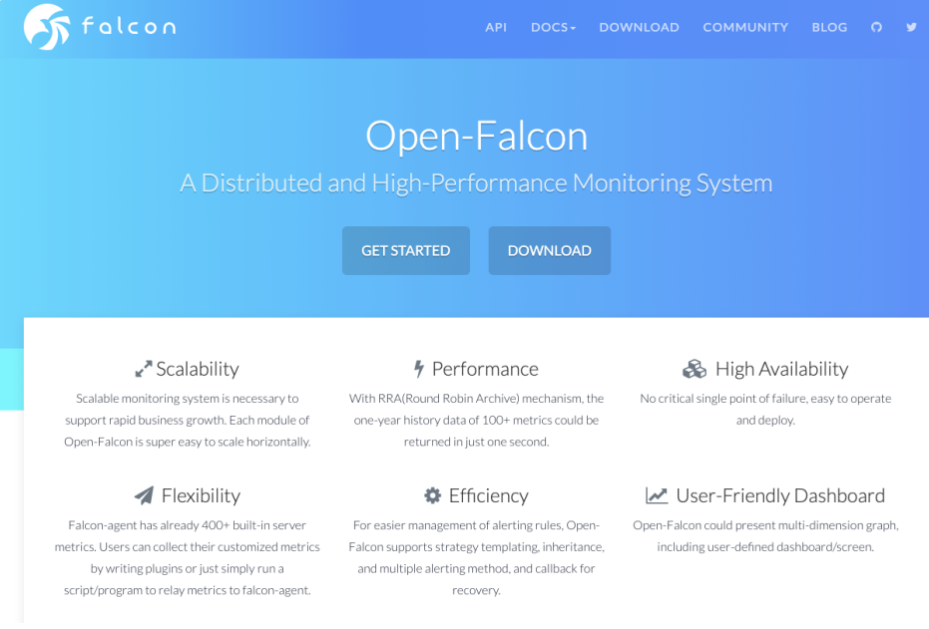 falcon
API DOCS DOWNLOAD COMMUNITY BLOG
Open-Falcon
A Distributed and High-Performance Monitoring System
GET STARTED DOWNLOAD
Scalability
Scalable monitoring system is necessary to
support rapid business growth. Each module of
Open-Falcon is super easy to scale horizontally.
Performance
With RRA(Round Robin Archive) mechanism, the
one-year history data of 100+ metrics could be
returned in just one second.
High Availability
No critical single point of failure, easy to operate
and deploy.
Flexibility
Falcon-agent has already 400+ built-in server
metrics. Users can collect their customized metrics
by writing plugins or just simply run a
script/program to relay metrics to falcon-agent.
Efficiency
For easier management of alerting rules, Open-
Falcon supports strategy templating, inheritance,
and multiple alerting method, and callback for
recovery.
User-Friendly Dashboard
Open-Falcon could present multi-dimension graph,
including user-defined dashboard/screen.